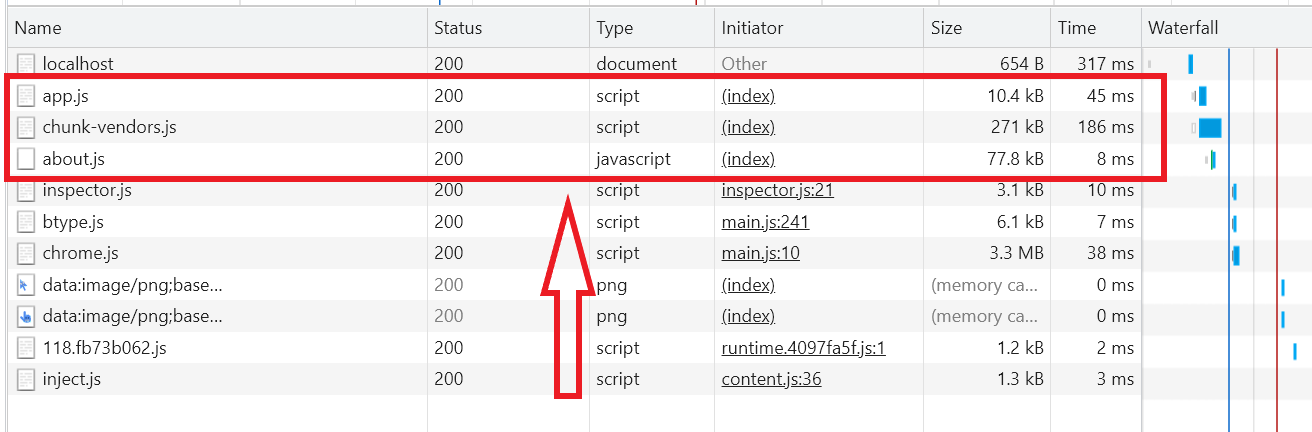 Name Status Type Initiator Size Time Waterfall
localhost 200 document Other 654 B 317 ms
app.js 200 script (index) 10.4 kB 45 ms
chunk-vendors.js 200 script (index) 271 kB 186 ms
about.js 200 javascript (index) 77.8 kB 8 ms
inspector.js 200 script inspector.js:21 3.1 kB 10 ms
btype.js 200 script main.js:241 6.1 kB 7 ms
chrome.js 200 script main.js:10 3.3 MB 38 ms
data:image/png;base... 200 png (index) (memory ca... 0 ms
data:image/png;base... 200 png (index) (memory ca... 0 ms
118.fb73b062.js 200 script runtime.4097fa5f.js:1 1.2 kB 2 ms
inject.js 200 script content.js:36 1.3 kB 3 ms